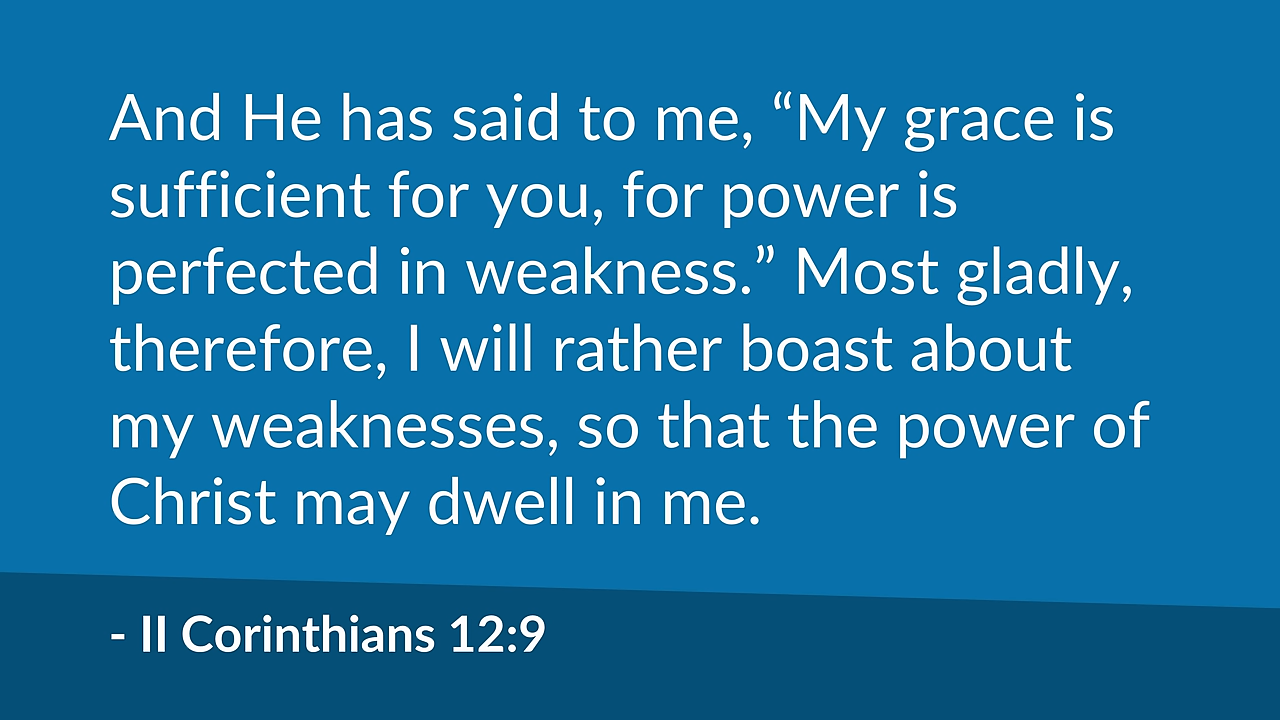 And He has said to me, “My grace is
sufficient for you, for power is
perfected in weakness.” Most gladly,
therefore, I will rather boast about
my weaknesses, so that the power of
Christ may dwell in me.
- II Corinthians 12:9